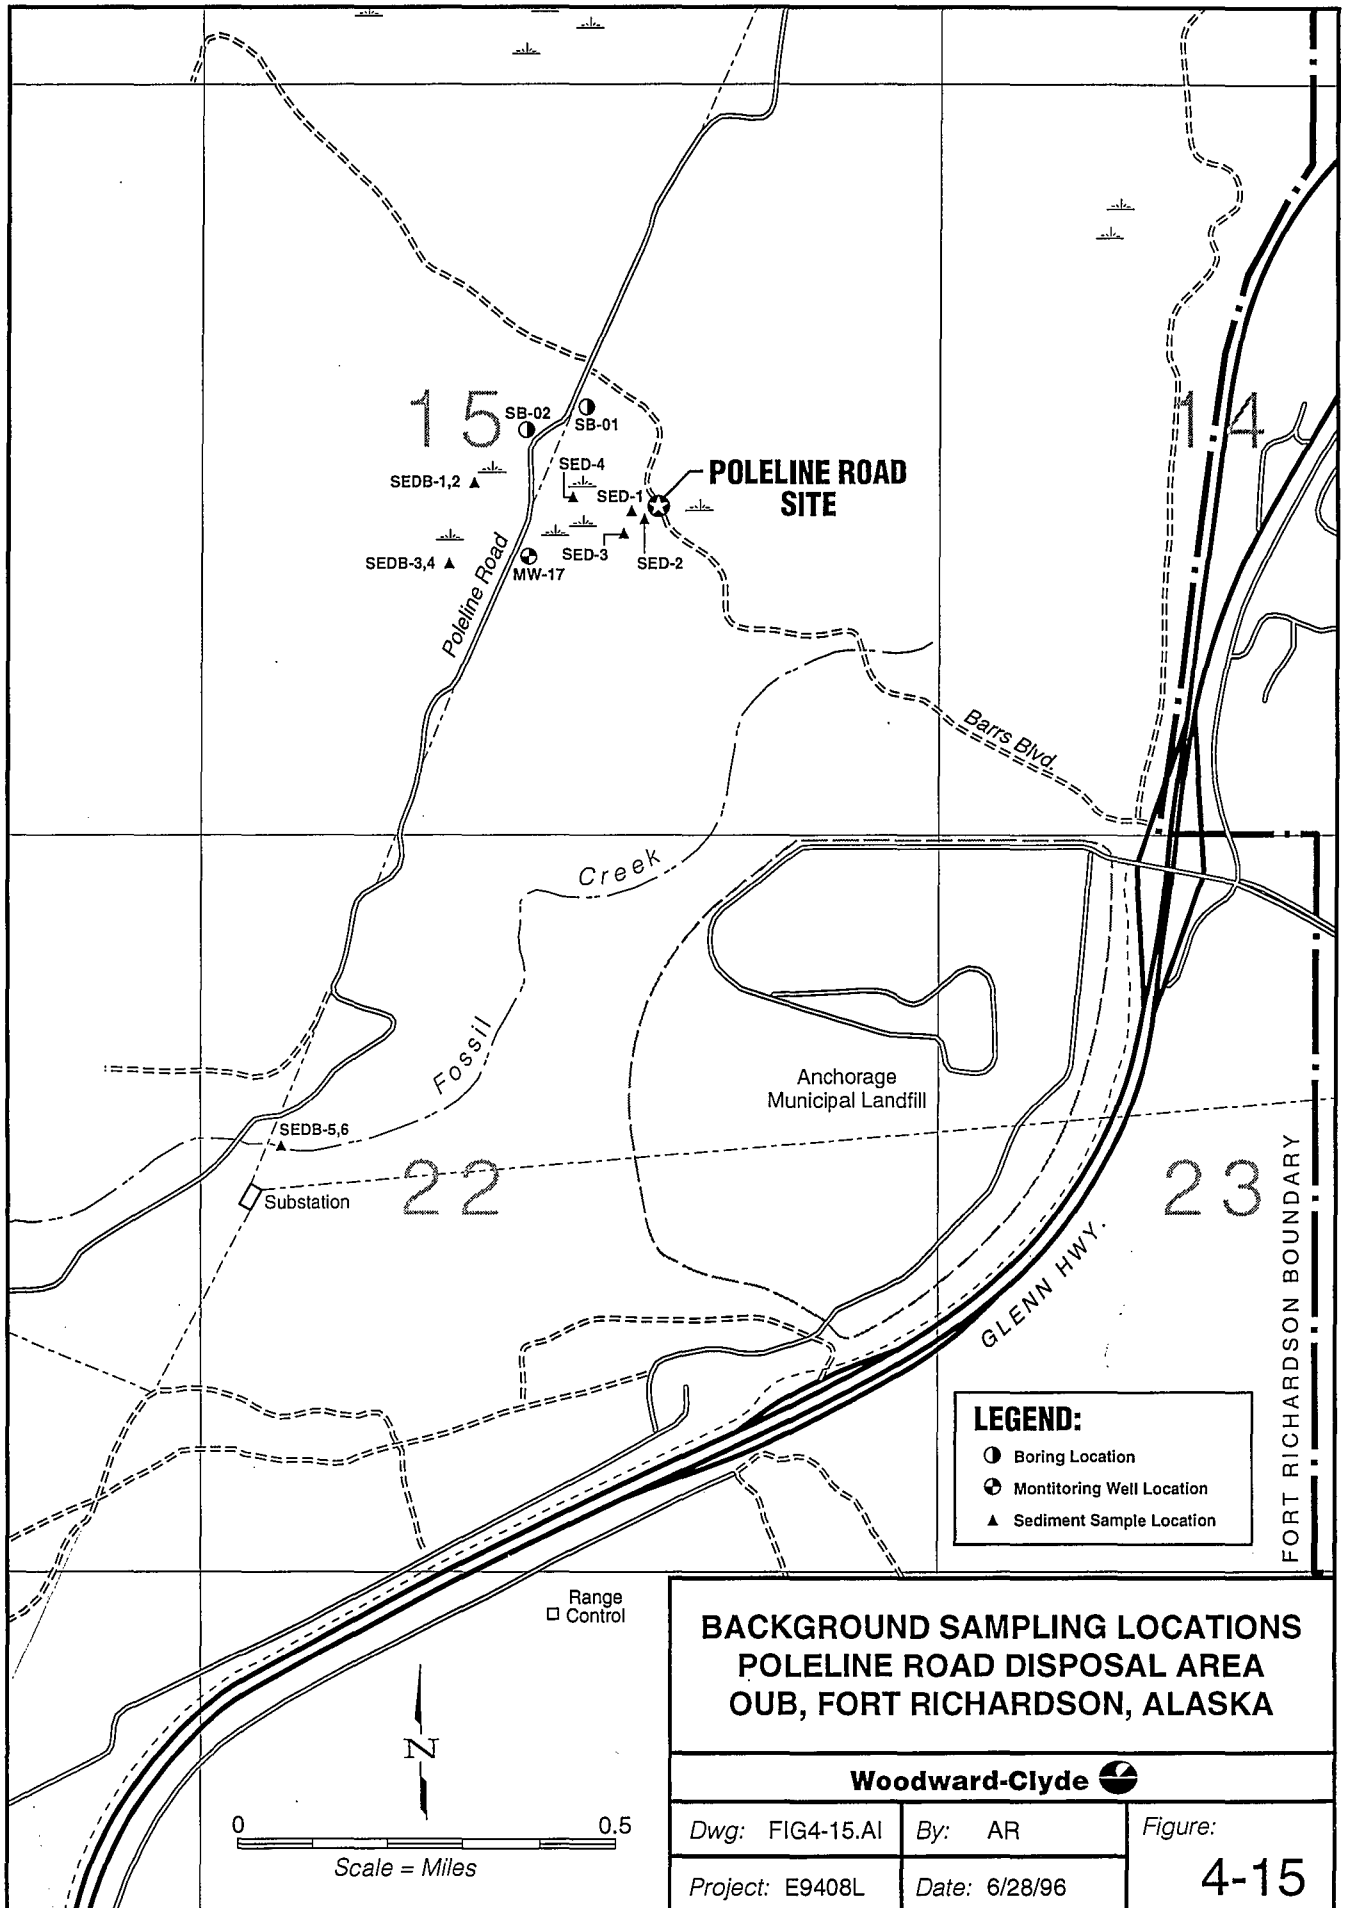 15
SB-02
SB-01
14
SEDB-1,2
SED-4
SED-1
POLELINE ROAD
SITE
SEDB-3,4
MW-17
SED-3
SED-2
Poleline Road
Barrs Blvd.
Creek
Fossil
Anchorage
Municipal Landfill
SEDB-5,6
Substation
22
23
GLENN HWY.
FORT RICHARDSON BOUNDARY
LEGEND:
Boring Location
Montitoring Well Location
Sediment Sample Location
Range
Control
N
0 0.5
Scale = Miles
BACKGROUND SAMPLING LOCATIONS
POLELINE ROAD DISPOSAL AREA
OUB, FORT RICHARDSON, ALASKA
Woodward-Clyde
Dwg: FIG4-15.AI
By: AR
Figure:
4-15
Project: E9408L
Date: 6/28/96